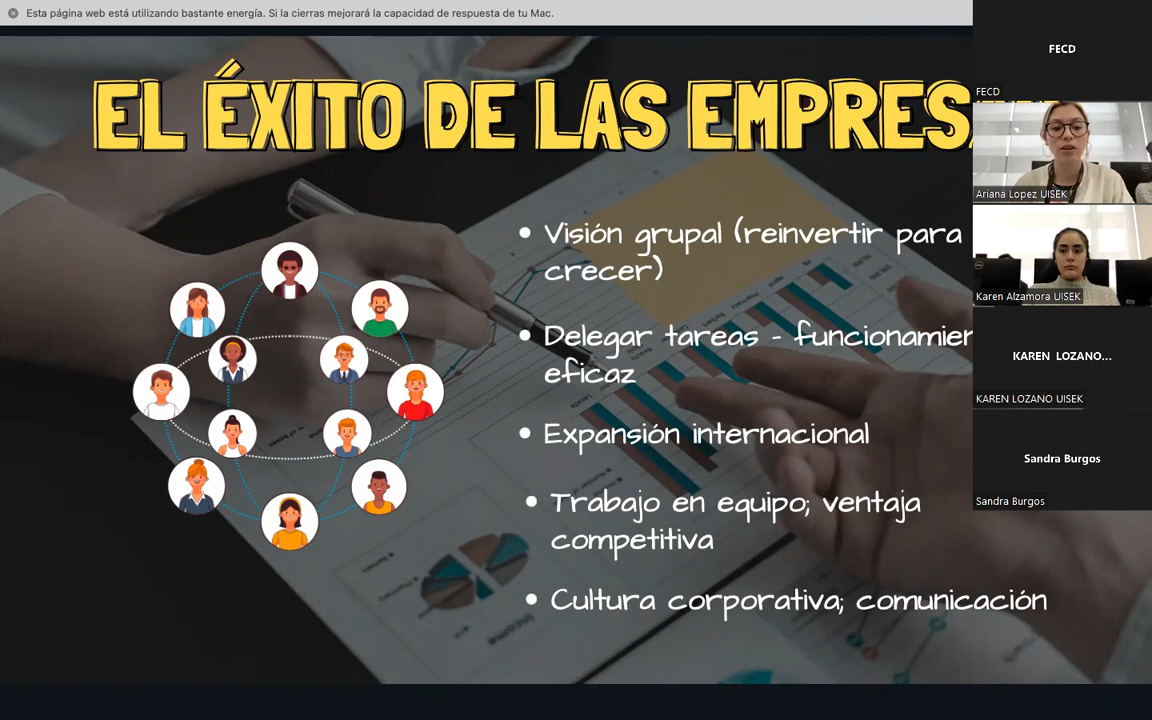 Esta página web está utilizando bastante energía. Si la cierras mejorará la capacidad de respuesta de tu Mac.
EL ÉXITO DE LAS EMPRES
• Visión grupal (reinvertir para
crecer)
• Delegar tareas - funcionamien
eficaz
• Expansión internacional
• Trabajo en equipo; ventaja
competitiva
• Cultura corporativa; comunicación
FECD
FECD
Ariana Lopez UISEK
Karen Alzamora UISEK
KAREN LOZANO...
KAREN LOZANO UISEK
Sandra Burgos
Sandra Burgos